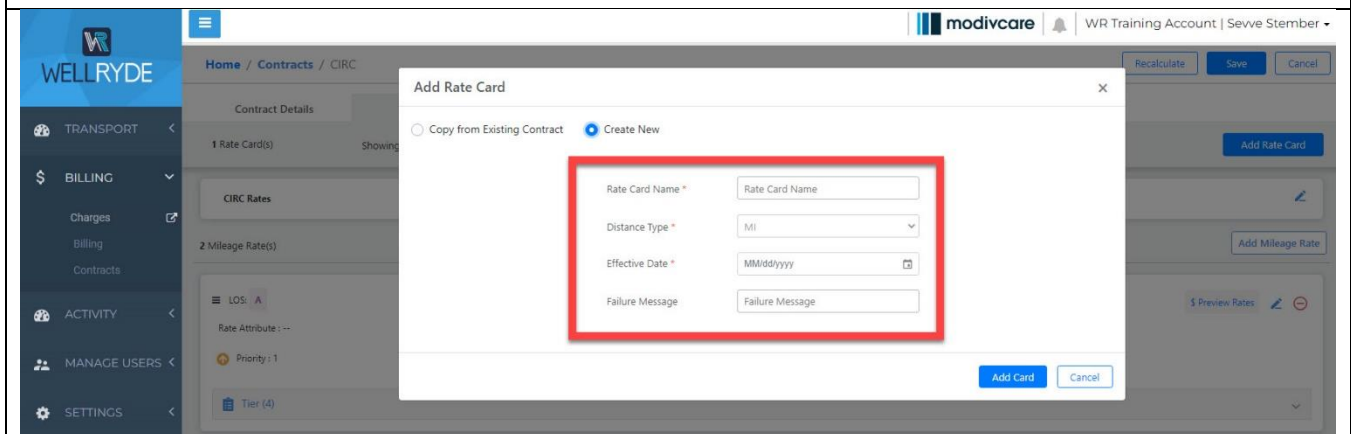 modivcare WR Training Account | Sevve Stember
WR
WELLRYDE
TRANSPORT
BILLING
Charges
Billing
Contracts
ACTIVITY
MANAGE USERS
SETTINGS
Home / Contracts / CIRC
Recalculate Save Cancel
Contract Details
1 Rate Card(s) Showing
Add Rate Card
CIRC Rates
2 Mileage Rate(s)
Add Mileage Rate
LOS: A
$ Preview Rates
Rate Attribute : --
Priority : 1
Tier (4)
Add Rate Card
Copy from Existing Contract Create New
Rate Card Name * Rate Card Name
Distance Type * MI
Effective Date * MM/dd/yyyy
Failure Message Failure Message
Add Card Cancel